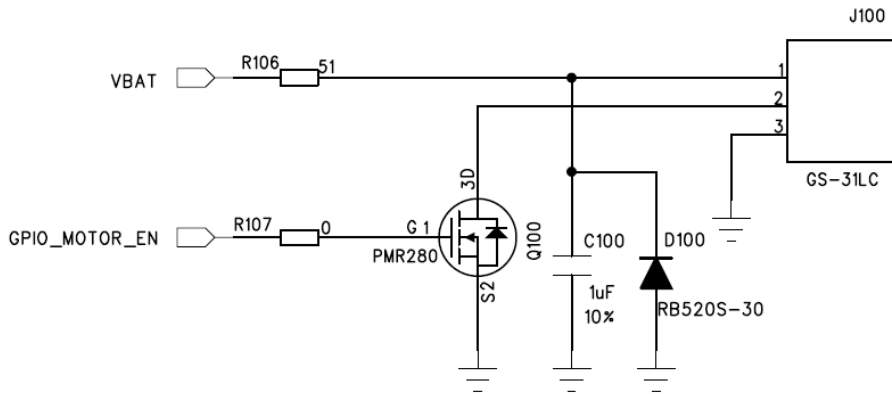 J100
R106 51
VBAT
1
2
3
GS-31LC
3D
R107 0
G 1
GPIO_MOTOR_EN
PMR280
Q100
S2
C100
D100
1uF
10%
RB520S-30